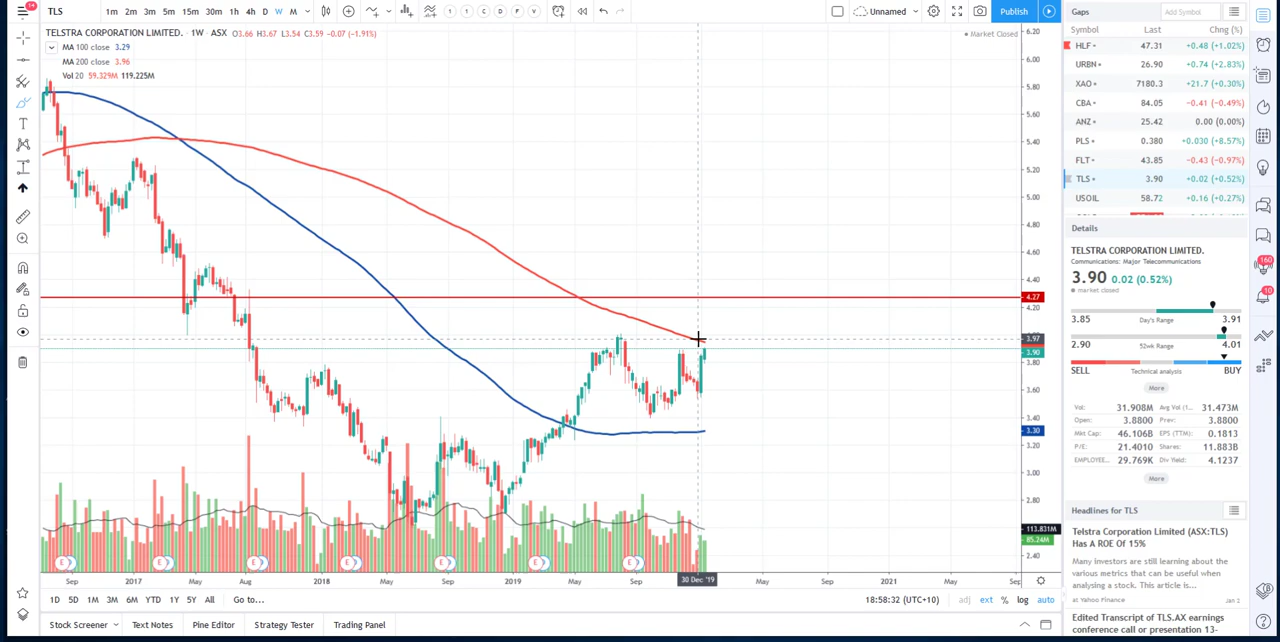 14
TLS
1m 2m 3m 5m 15m 30m 1h 4h D W M
1 1 C D F V
Unnamed
Publish
TELSTRA CORPORATION LIMITED. · 1W · ASX O3.66 H3.67 L3.54 C3.59 -0.07 (-1.91%)
MA 100 close 3.29
MA 200 close 3.96
Vol 20 59.329M 119.225M
Market Closed
6.20
6.00
5.80
5.60
5.40
5.20
5.00
4.80
4.60
4.40
4.27
4.20
3.97
3.90
3.80
3.60
3.40
3.30
3.20
3.00
2.80
113.831M
85.24M
2.40
E E E E E E E
Sep 2017 May Aug 2018 May Sep 2019 May Sep 30 Dec '19 May Sep 2021 May Sep
1D 5D 1M 3M 6M YTD 1Y 5Y All Go to...
18:58:32 (UTC+10) adj ext % log auto
Stock Screener Text Notes Pine Editor Strategy Tester Trading Panel
Gaps
Add Symbol
Symbol Last Chng (%)
HLF 47.31 +0.48 (+1.02%)
URBN 26.90 +0.74 (+2.83%)
XAO 7180.3 +21.7 (+0.30%)
CBA 84.05 -0.41 (-0.49%)
ANZ 25.42 0.00 (0.00%)
PLS 0.380 +0.030 (+8.57%)
FLT 43.85 -0.43 (-0.97%)
TLS 3.90 +0.02 (+0.52%)
USOIL 58.72 +0.16 (+0.27%)
Details
TELSTRA CORPORATION LIMITED.
Communications: Major Telecommunications
3.90 0.02 (0.52%)
market closed
3.85 Day's Range 3.91
2.90 52wk Range 4.01
SELL Technical analysis BUY
More
Vol: 31.908M Avg Vol (1... 31.473M
Open: 3.8800 Prev: 3.8800
Mkt Cap: 46.106B EPS (TTM): 0.1813
P/E: 21.4010 Shares: 11.883B
EMPLOYEE... 29.769K Div Yield: 4.1237
More
Headlines for TLS
Telstra Corporation Limited (ASX:TLS)
Has A ROE Of 15%
Many investors are still learning about the
various metrics that can be useful when
analysing a stock. This article is...
at Yahoo Finance Jan 2
Edited Transcript of TLS.AX earnings
conference call or presentation 13-
160
10